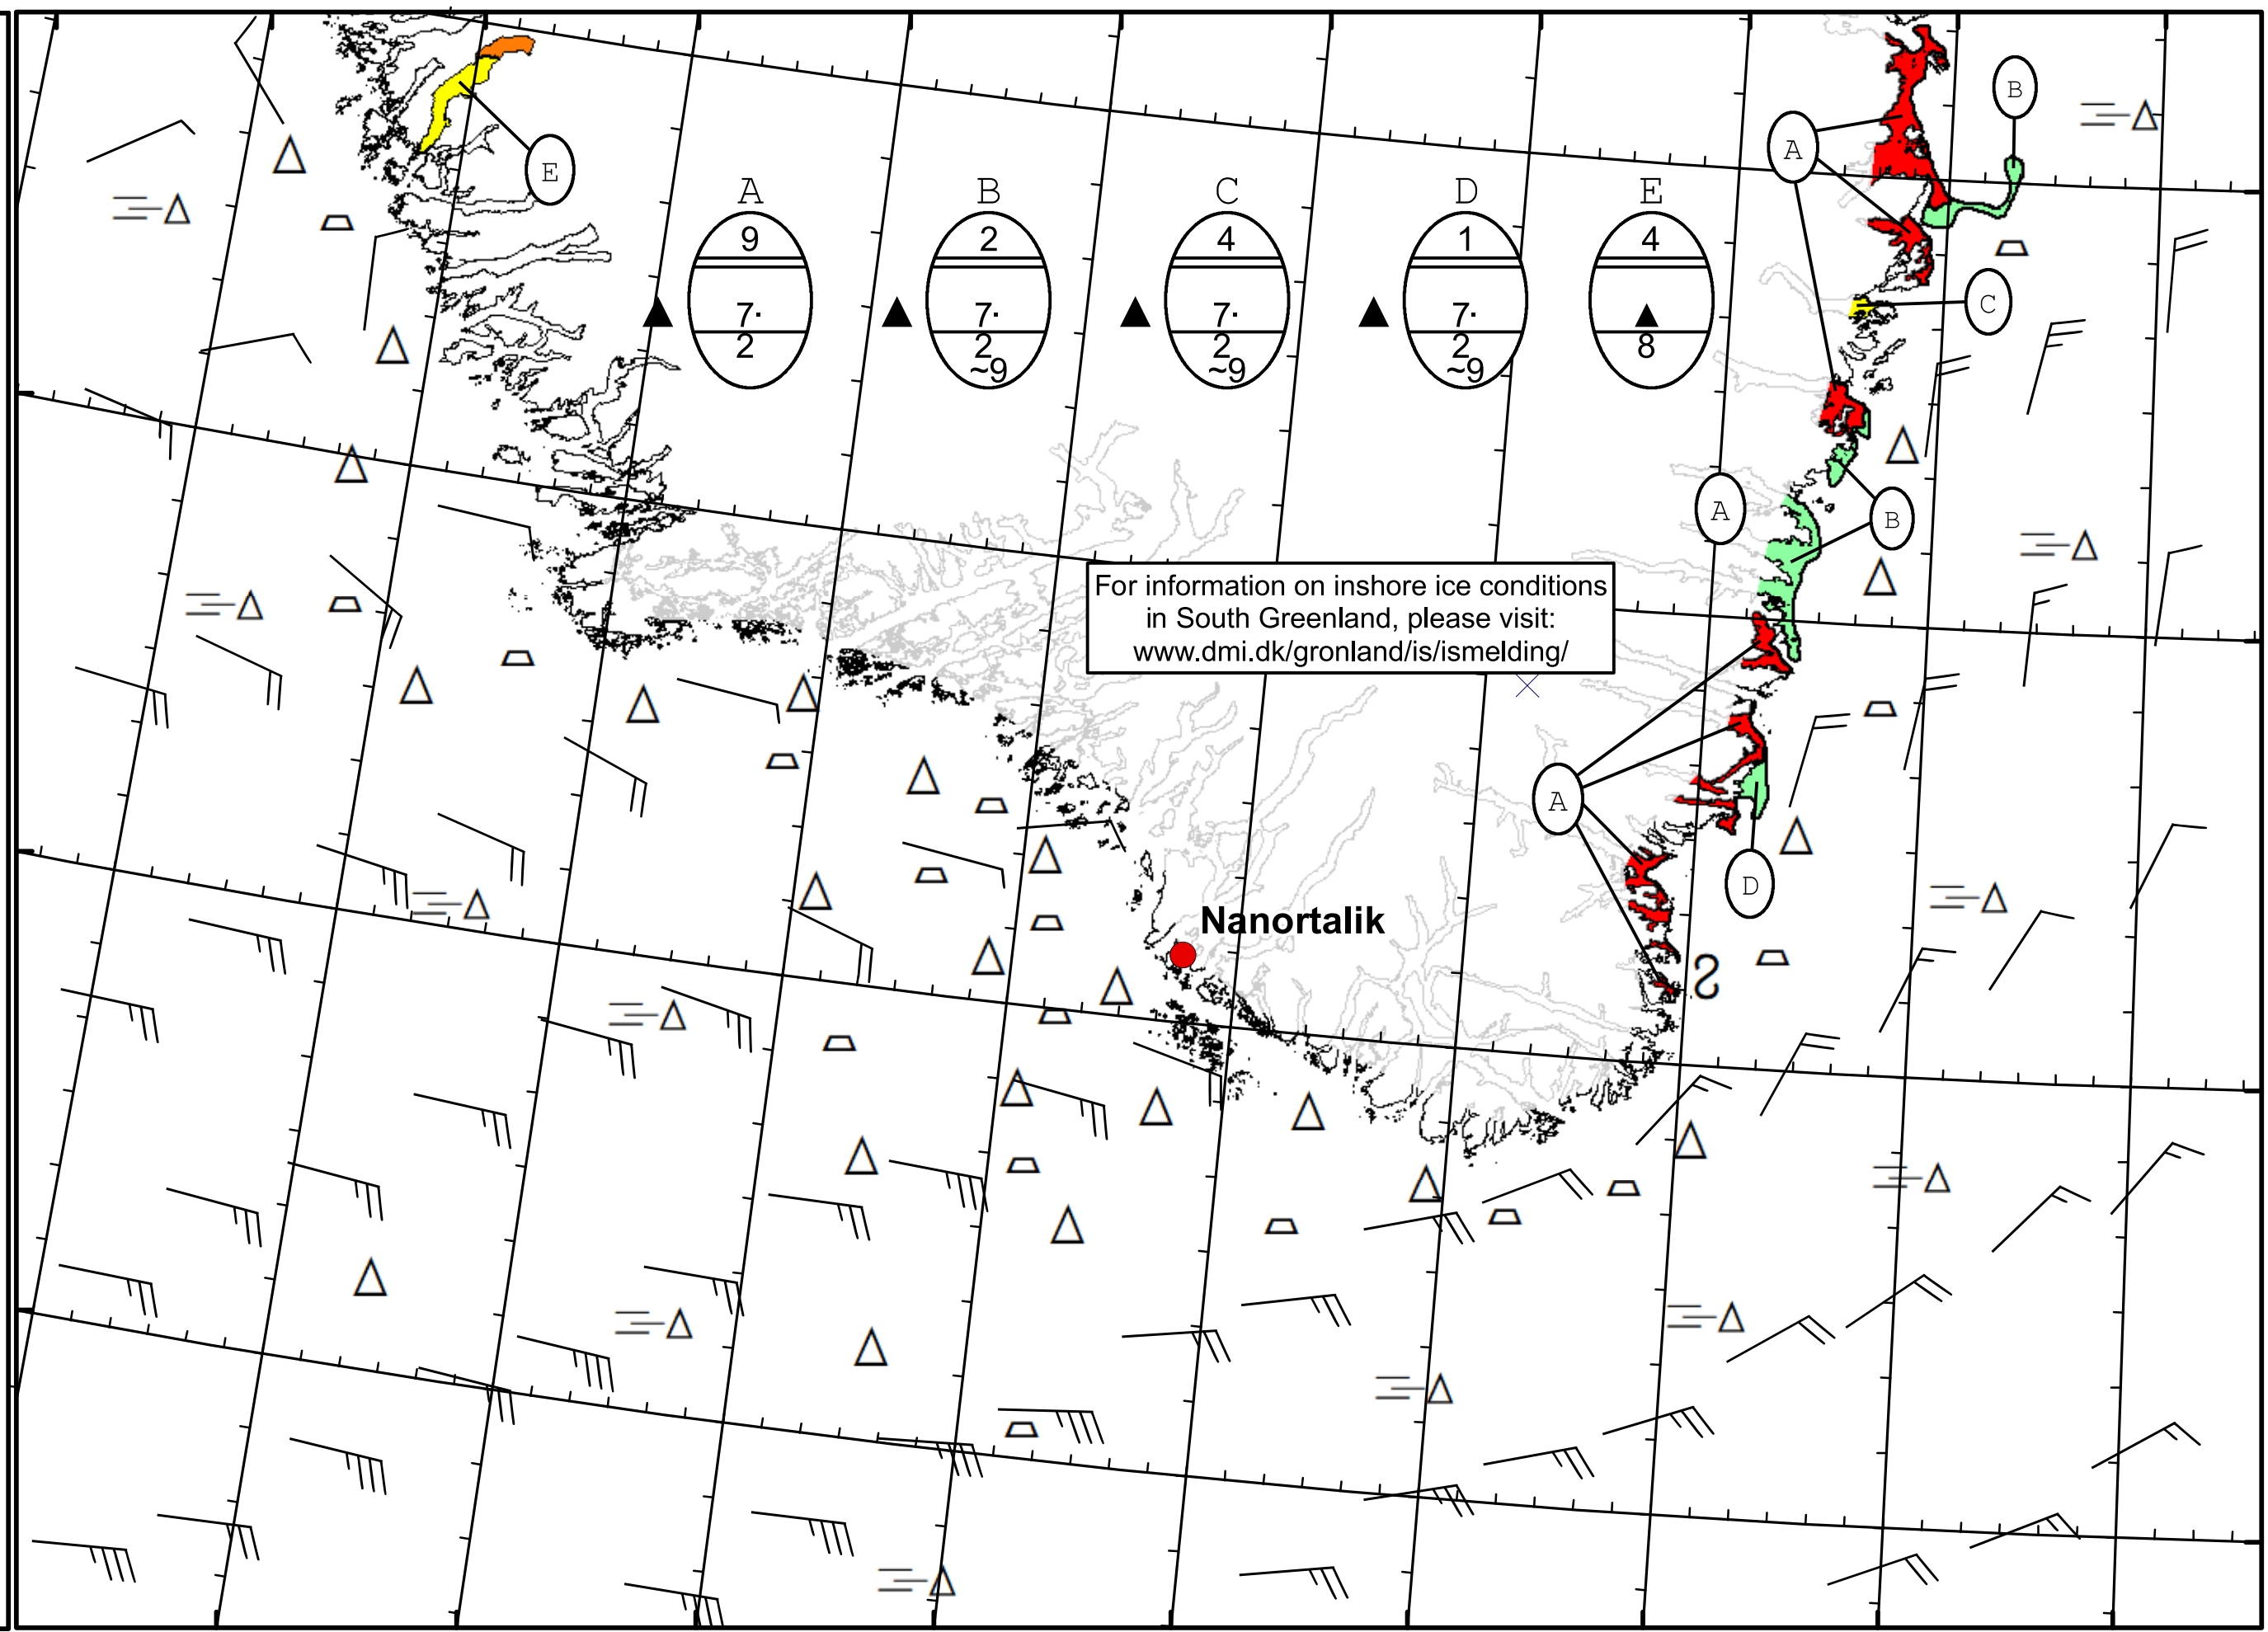 B
A
E
A B C D E
9 2 4 1 4
7· 7· 7· 7· ▲
2 2 2 2 8
~9 ~9 ~9
C
A
B
For information on inshore ice conditions
in South Greenland, please visit:
www.dmi.dk/gronland/is/ismelding/
A
D
Nanortalik